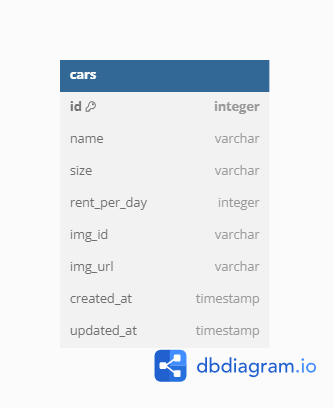 cars
id integer
name varchar
size varchar
rent_per_day integer
img_id varchar
img_url varchar
created_at timestamp
updated_at timestamp
dbdiagram.io